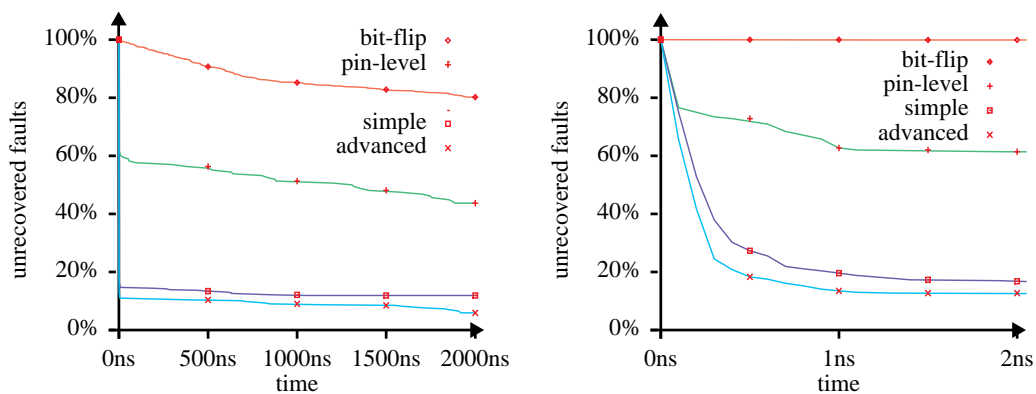 100%
80%
60%
40%
20%
0%
unrecovered faults
bit-flip
pin-level
simple
advanced
0ns 500ns 1000ns 1500ns 2000ns
time
100%
80%
60%
40%
20%
0%
unrecovered faults
bit-flip
pin-level
simple
advanced
0ns 1ns 2ns
time